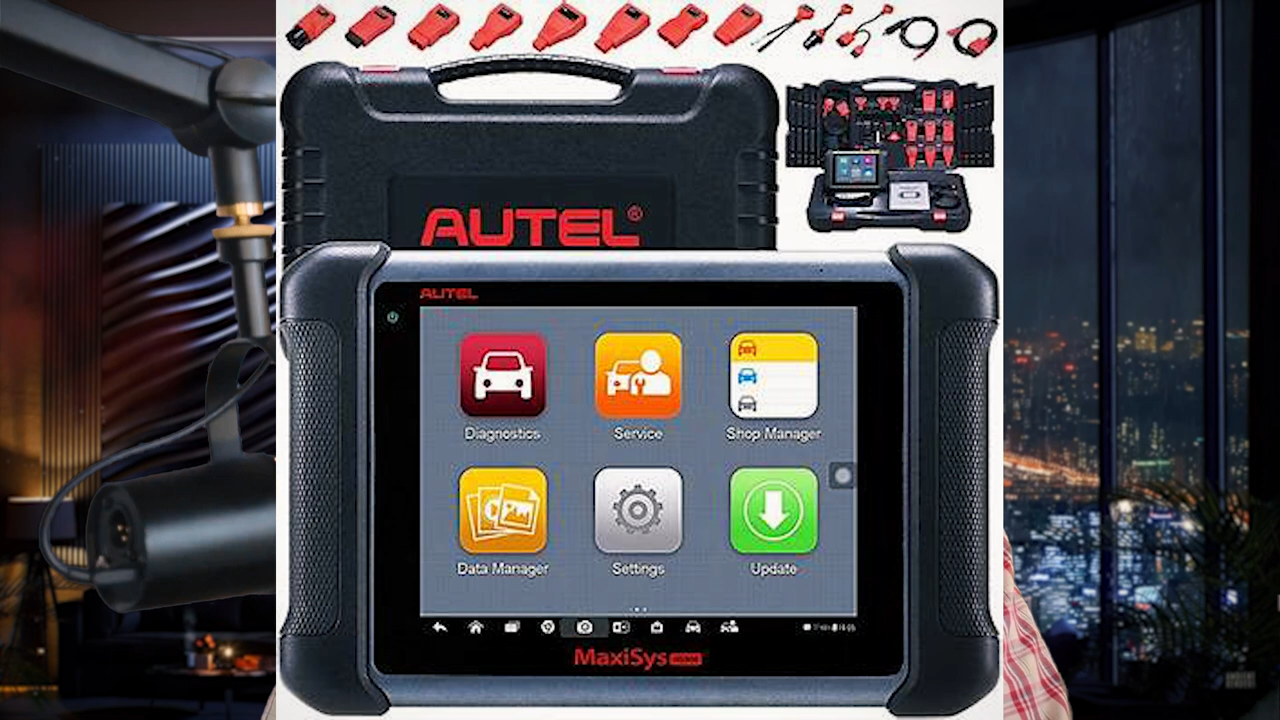 AUTEL®
AUTEL
Diagnostics
Service
Shop Manager
Data Manager
Settings
Update
MaxiSys